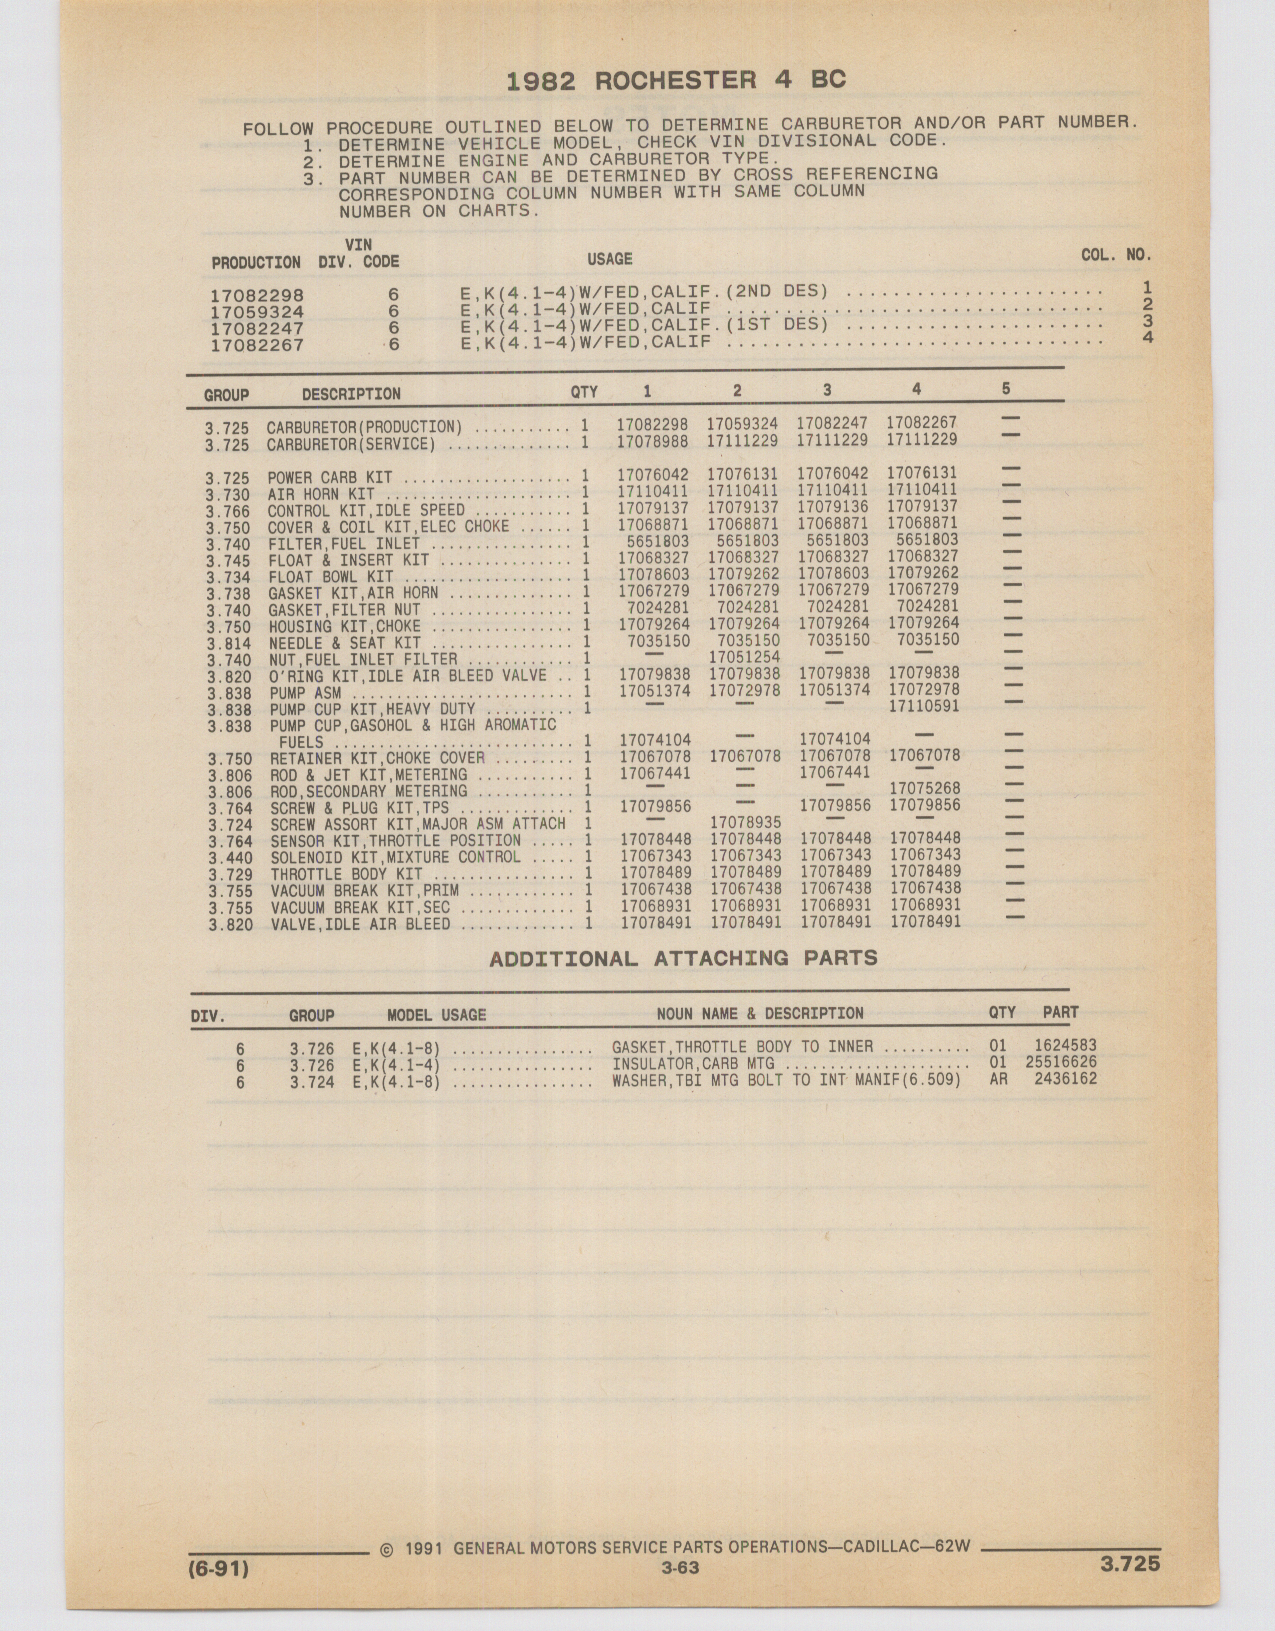 1982 ROCHESTER 4 BC
FOLLOW PROCEDURE OUTLINED BELOW TO DETERMINE CARBURETOR AND/OR PART NUMBER.
1. DETERMINE VEHICLE MODEL, CHECK VIN DIVISIONAL CODE.
2. DETERMINE ENGINE AND CARBURETOR TYPE.
3. PART NUMBER CAN BE DETERMINED BY CROSS REFERENCING
CORRESPONDING COLUMN NUMBER WITH SAME COLUMN
NUMBER ON CHARTS.
VIN
PRODUCTION DIV. CODE USAGE COL. NO.
17082298 6 E,K(4.1-4)W/FED,CALIF.(2ND DES) ...................... 1
17059324 6 E,K(4.1-4)W/FED,CALIF ................................ 2
17082247 6 E,K(4.1-4)W/FED,CALIF.(1ST DES) ...................... 3
17082267 6 E,K(4.1-4)W/FED,CALIF ................................ 4
GROUP DESCRIPTION QTY 1 2 3 4 5
3.725 CARBURETOR(PRODUCTION) ........... 1 17082298 17059324 17082247 17082267 —
3.725 CARBURETOR(SERVICE) .............. 1 17078988 17111229 17111229 17111229 —
3.725 POWER CARB KIT ................... 1 17076042 17076131 17076042 17076131 —
3.730 AIR HORN KIT ..................... 1 17110411 17110411 17110411 17110411 —
3.766 CONTROL KIT,IDLE SPEED ........... 1 17079137 17079137 17079136 17079137 —
3.750 COVER & COIL KIT,ELEC CHOKE ...... 1 17068871 17068871 17068871 17068871 —
3.740 FILTER,FUEL INLET ................ 1 5651803 5651803 5651803 5651803 —
3.745 FLOAT & INSERT KIT ............... 1 17068327 17068327 17068327 17068327 —
3.734 FLOAT BOWL KIT ................... 1 17078603 17079262 17078603 17079262 —
3.738 GASKET KIT,AIR HORN .............. 1 17067279 17067279 17067279 17067279 —
3.740 GASKET,FILTER NUT ................ 1 7024281 7024281 7024281 7024281 —
3.750 HOUSING KIT,CHOKE ................ 1 17079264 17079264 17079264 17079264 —
3.814 NEEDLE & SEAT KIT ................ 1 7035150 7035150 7035150 7035150 —
3.740 NUT,FUEL INLET FILTER ............ 1 — 17051254 — — —
3.820 O'RING KIT,IDLE AIR BLEED VALVE .. 1 17079838 17079838 17079838 17079838 —
3.838 PUMP ASM ......................... 1 17051374 17072978 17051374 17072978 —
3.838 PUMP CUP KIT,HEAVY DUTY .......... 1 — — — 17110591 —
3.838 PUMP CUP,GASOHOL & HIGH AROMATIC
FUELS ........................... 1 17074104 — 17074104 — —
3.750 RETAINER KIT,CHOKE COVER ......... 1 17067078 17067078 17067078 17067078 —
3.806 ROD & JET KIT,METERING ........... 1 17067441 — 17067441 — —
3.806 ROD,SECONDARY METERING ........... 1 — — — 17075268 —
3.764 SCREW & PLUG KIT,TPS ............. 1 17079856 — 17079856 17079856 —
3.724 SCREW ASSORT KIT,MAJOR ASM ATTACH 1 — 17078935 — — —
3.764 SENSOR KIT,THROTTLE POSITION ..... 1 17078448 17078448 17078448 17078448 —
3.440 SOLENOID KIT,MIXTURE CONTROL ..... 1 17067343 17067343 17067343 17067343 —
3.729 THROTTLE BODY KIT ................ 1 17078489 17078489 17078489 17078489 —
3.755 VACUUM BREAK KIT,PRIM ............ 1 17067438 17067438 17067438 17067438 —
3.755 VACUUM BREAK KIT,SEC ............. 1 17068931 17068931 17068931 17068931 —
3.820 VALVE,IDLE AIR BLEED ............. 1 17078491 17078491 17078491 17078491 —
ADDITIONAL ATTACHING PARTS
DIV. GROUP MODEL USAGE NOUN NAME & DESCRIPTION QTY PART
6 3.726 E,K(4.1-8) ................ GASKET,THROTTLE BODY TO INNER .......... 01 1624583
6 3.726 E,K(4.1-4) ................ INSULATOR,CARB MTG ..................... 01 25516626
6 3.724 E,K(4.1-8) ................ WASHER,TBI MTG BOLT TO INT MANIF(6.509) AR 2436162
© 1991 GENERAL MOTORS SERVICE PARTS OPERATIONS—CADILLAC—62W
(6-91) 3-63 3.725